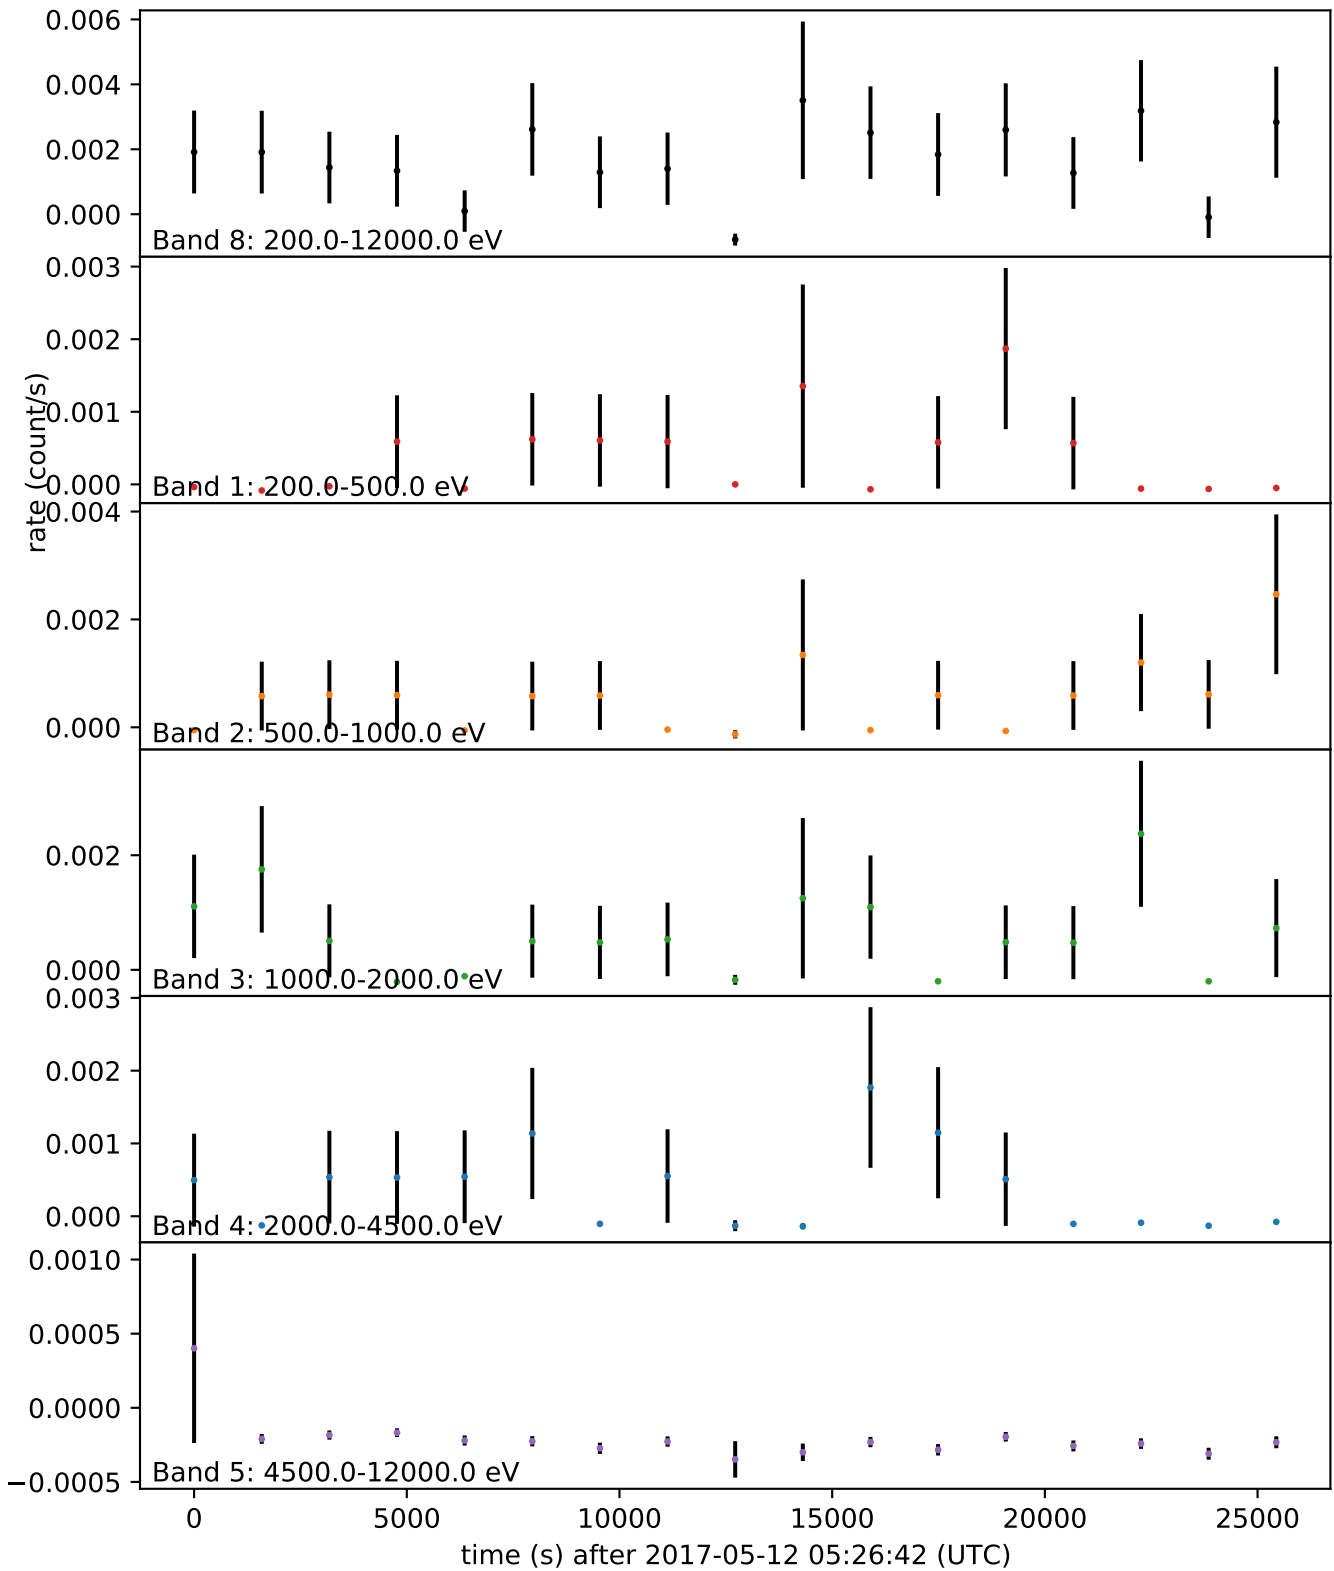 0.006
0.004
0.002
0.000
Band 8: 200.0-12000.0 eV
0.003
0.002
0.001
0.000
Band 1: 200.0-500.0 eV
rate (count/s)
0.004
0.002
0.000
Band 2: 500.0-1000.0 eV
0.002
0.000
Band 3: 1000.0-2000.0 eV
0.003
0.002
0.001
0.000
Band 4: 2000.0-4500.0 eV
0.0010
0.0005
0.0000
−0.0005
Band 5: 4500.0-12000.0 eV
0 5000 10000 15000 20000 25000
time (s) after 2017-05-12 05:26:42 (UTC)